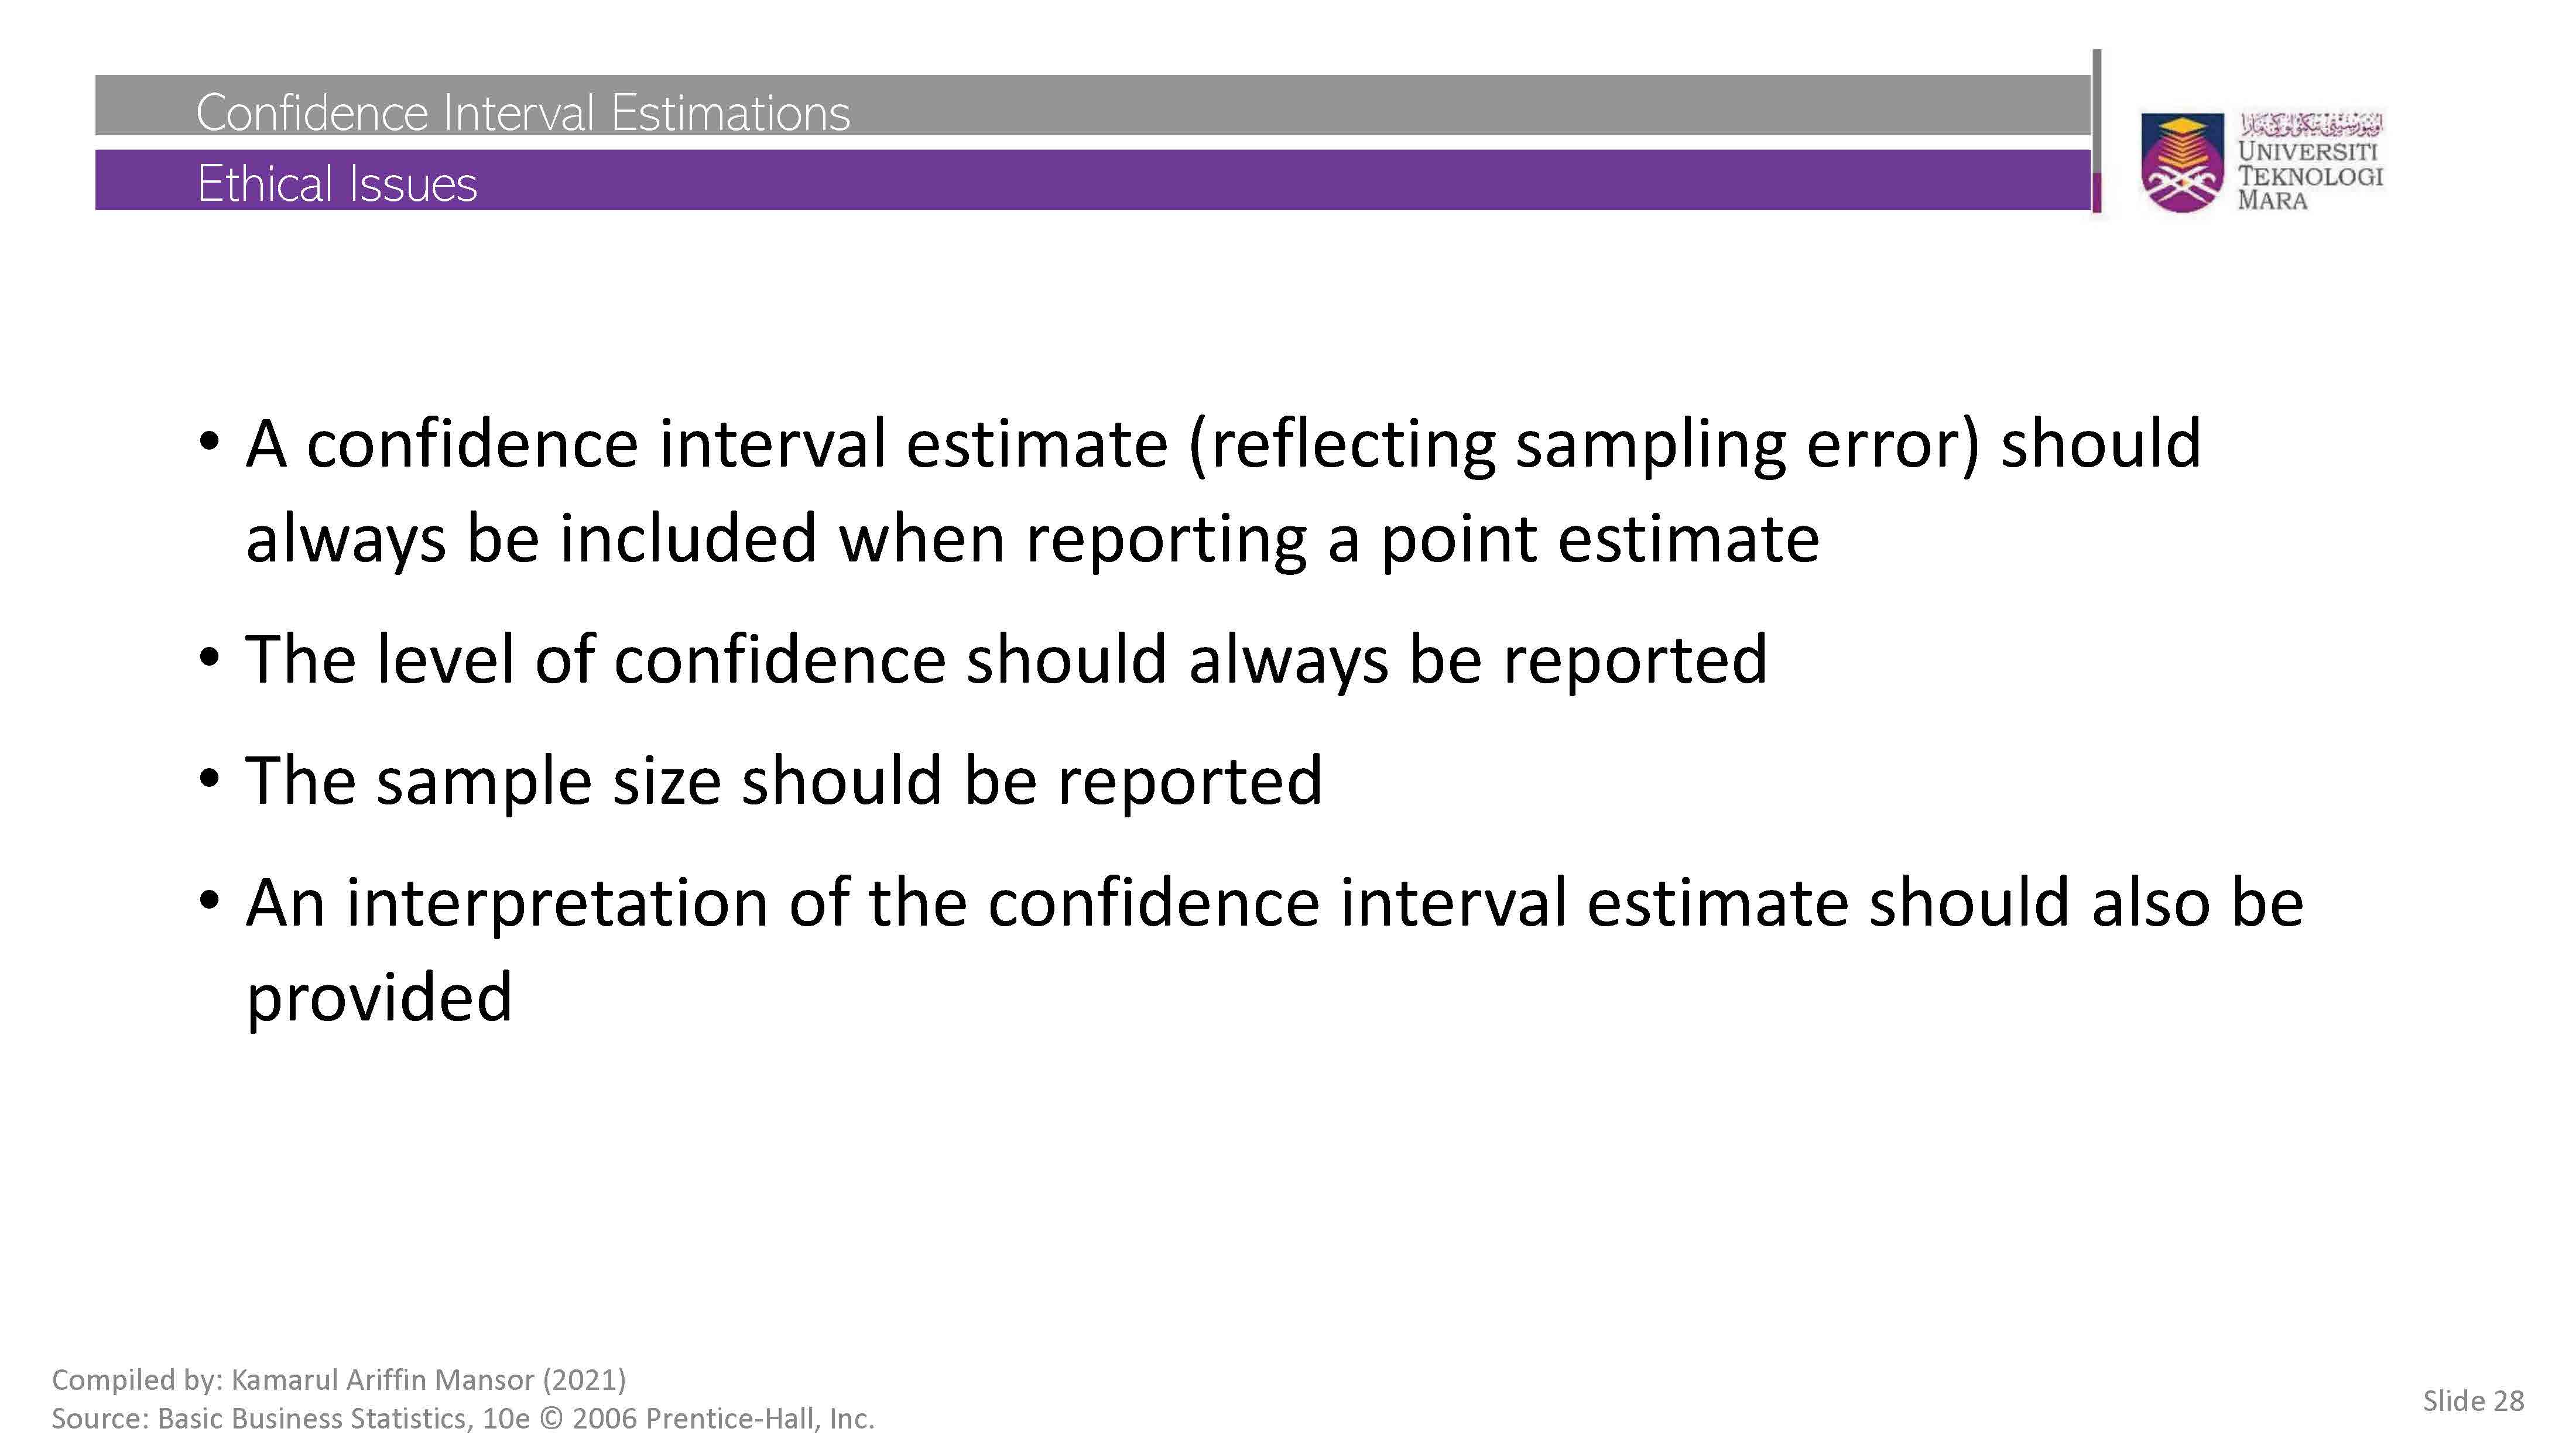 Confidence Interval Estimations
Ethical Issues
اونيۏرسيتي تيكنولوڬي مارا
UNIVERSITI
TEKNOLOGI
MARA
• A confidence interval estimate (reflecting sampling error) should
always be included when reporting a point estimate
• The level of confidence should always be reported
• The sample size should be reported
• An interpretation of the confidence interval estimate should also be
provided
Compiled by: Kamarul Ariffin Mansor (2021)
Source: Basic Business Statistics, 10e © 2006 Prentice-Hall, Inc.
Slide 28